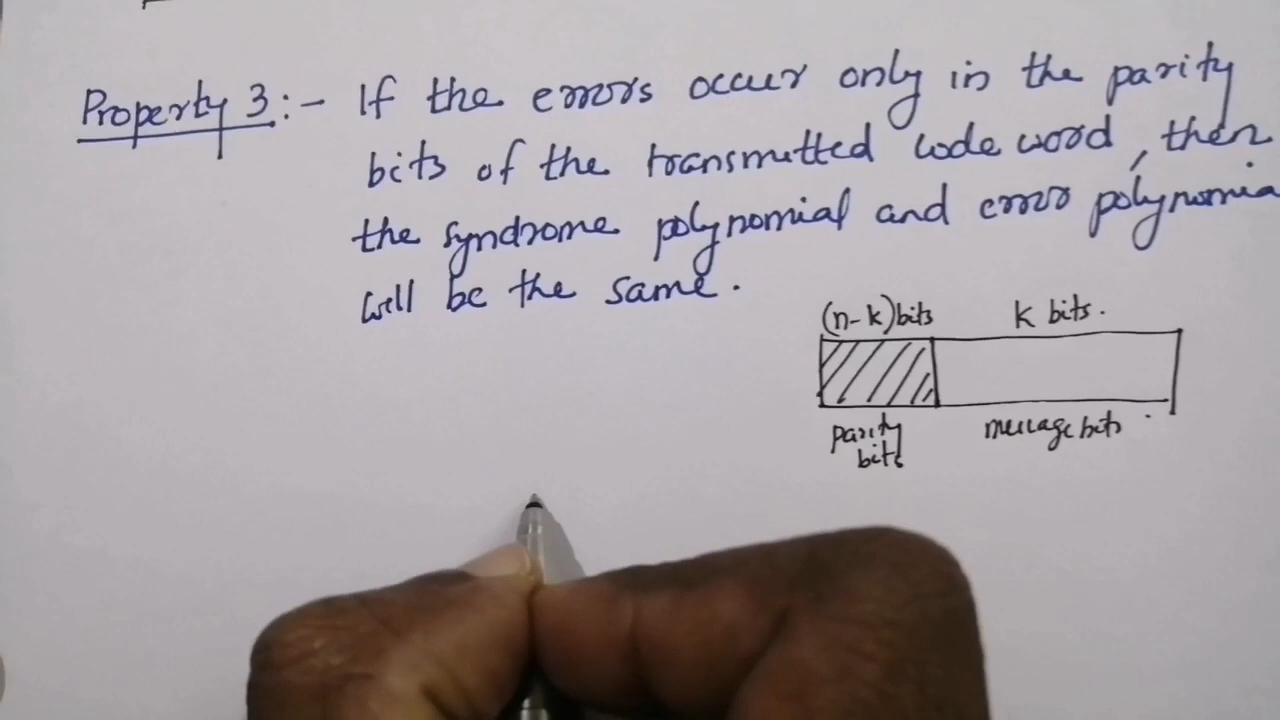 Property 3:- If the errors occur only in the parity
bits of the transmitted code word, then
the syndrome polynomial and error polynomia
will be the same.
(n-k)bits K bits.
parity message bits
bits